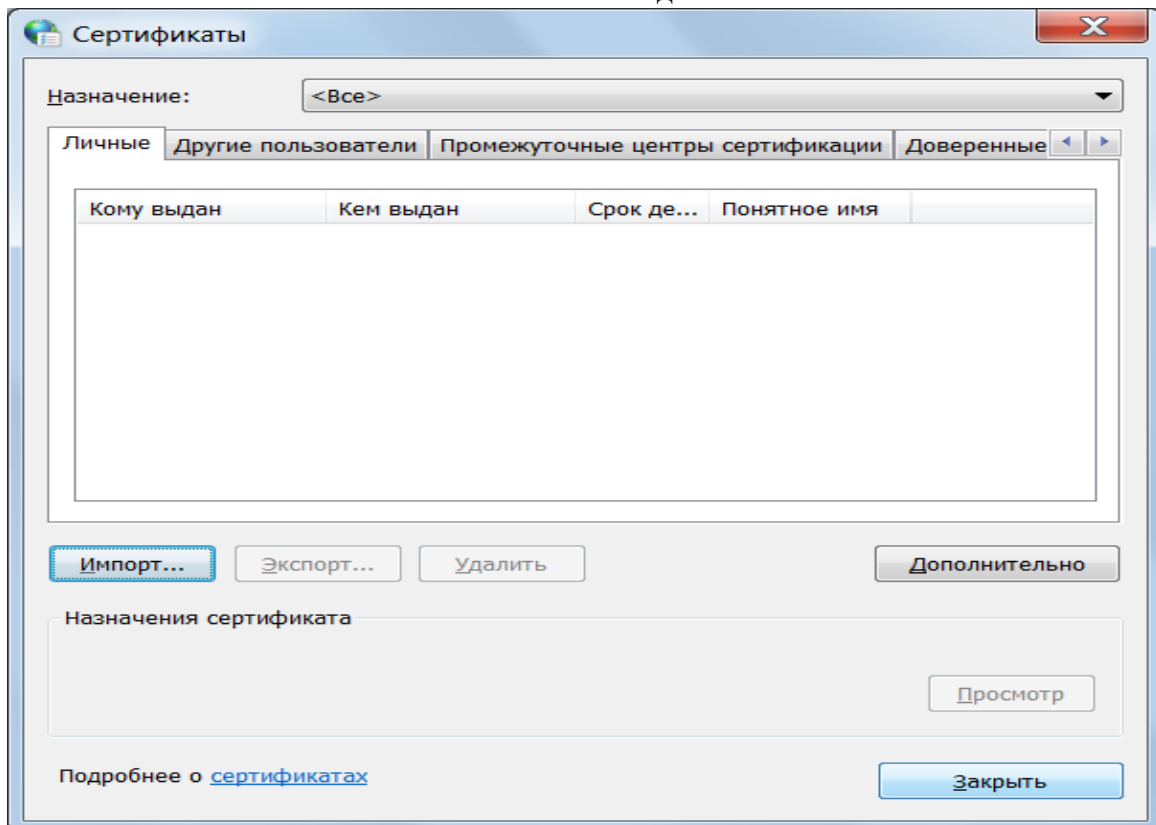 Сертификаты
Назначение: <Все>
Личные Другие пользователи Промежуточные центры сертификации Доверенные
Кому выдан Кем выдан Срок де... Понятное имя
Импорт... Экспорт... Удалить Дополнительно
Назначения сертификата
Просмотр
Подробнее о сертификатах
Закрыть